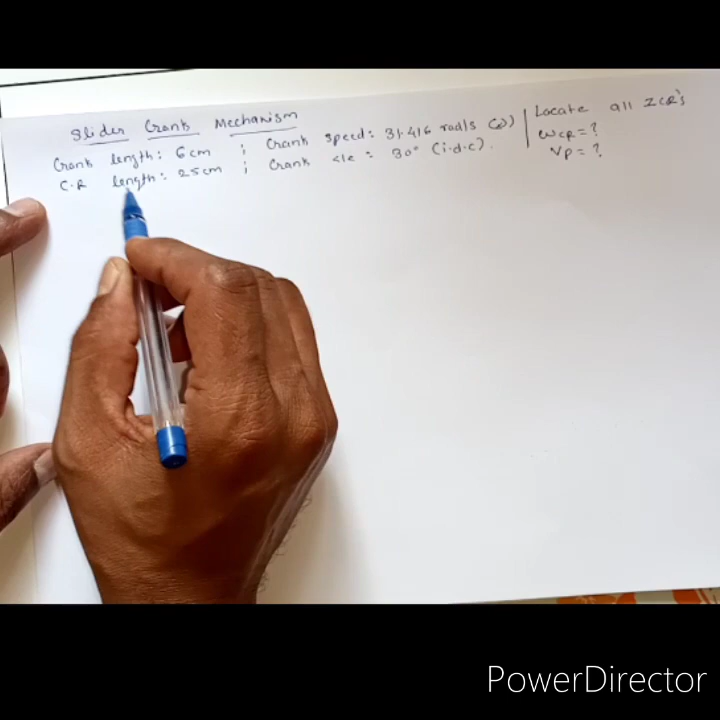 Slider Crank Mechanism
Crank length: 6cm ; Crank speed: 31.416 rad/s (ω)
C.R length: 25cm ; Crank <le = 30° (i.d.c).
Locate all ICR's
ωCR = ?
Vp = ?
PowerDirector